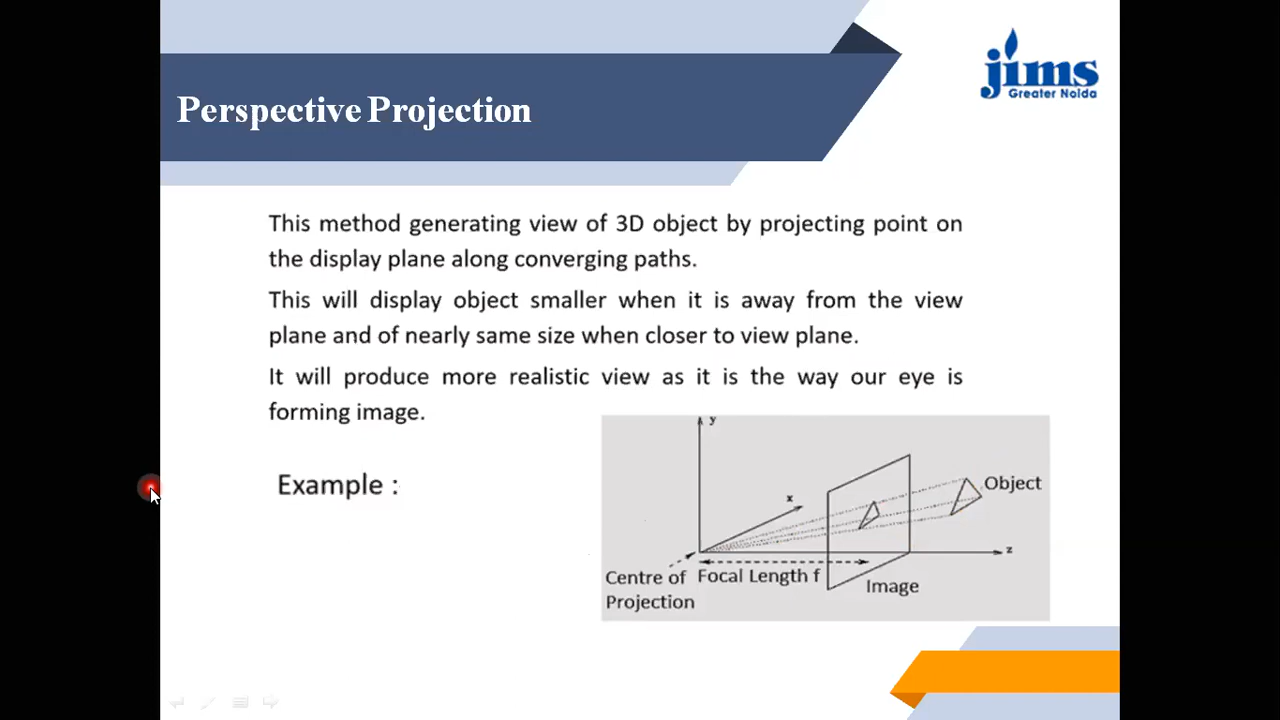 jims
Greater Noida
Perspective Projection
This method generating view of 3D object by projecting point on
the display plane along converging paths.
This will display object smaller when it is away from the view
plane and of nearly same size when closer to view plane.
It will produce more realistic view as it is the way our eye is
forming image.
Example :
y
x
Object
z
Centre of
Projection
Focal Length f
Image